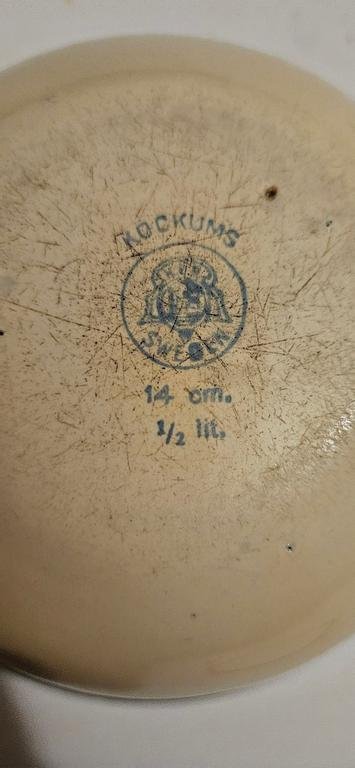 KOCKUMS
SWEDEN
14 cm.
1/2 lit.